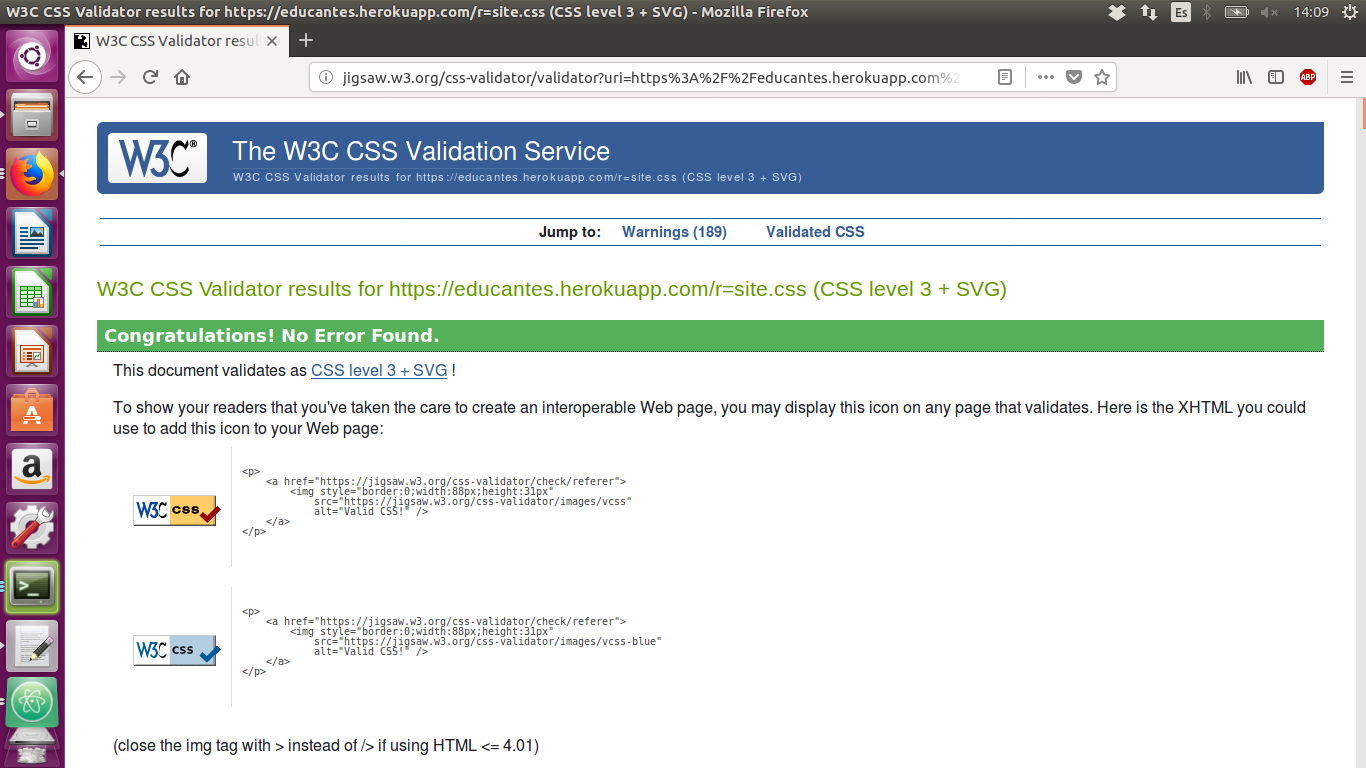 W3C CSS Validator results for https://educantes.herokuapp.com/r=site.css (CSS level 3 + SVG) - Mozilla Firefox
Es
14:09
W3C CSS Validator resul
jigsaw.w3.org/css-validator/validator?uri=https%3A%2F%2Feducantes.herokuapp.com%2
ABP
W3C®
The W3C CSS Validation Service
W3C CSS Validator results for https://educantes.herokuapp.com/r=site.css (CSS level 3 + SVG)
Jump to: Warnings (189) Validated CSS
W3C CSS Validator results for https://educantes.herokuapp.com/r=site.css (CSS level 3 + SVG)
Congratulations! No Error Found.
This document validates as CSS level 3 + SVG !
To show your readers that you've taken the care to create an interoperable Web page, you may display this icon on any page that validates. Here is the XHTML you could
use to add this icon to your Web page:
W3C css
<p>
<a href="https://jigsaw.w3.org/css-validator/check/referer">
<img style="border:0;width:88px;height:31px"
src="https://jigsaw.w3.org/css-validator/images/vcss"
alt="Valid CSS!" />
</a>
</p>
W3C css
<p>
<a href="https://jigsaw.w3.org/css-validator/check/referer">
<img style="border:0;width:88px;height:31px"
src="https://jigsaw.w3.org/css-validator/images/vcss-blue"
alt="Valid CSS!" />
</a>
</p>
(close the img tag with > instead of /> if using HTML <= 4.01)